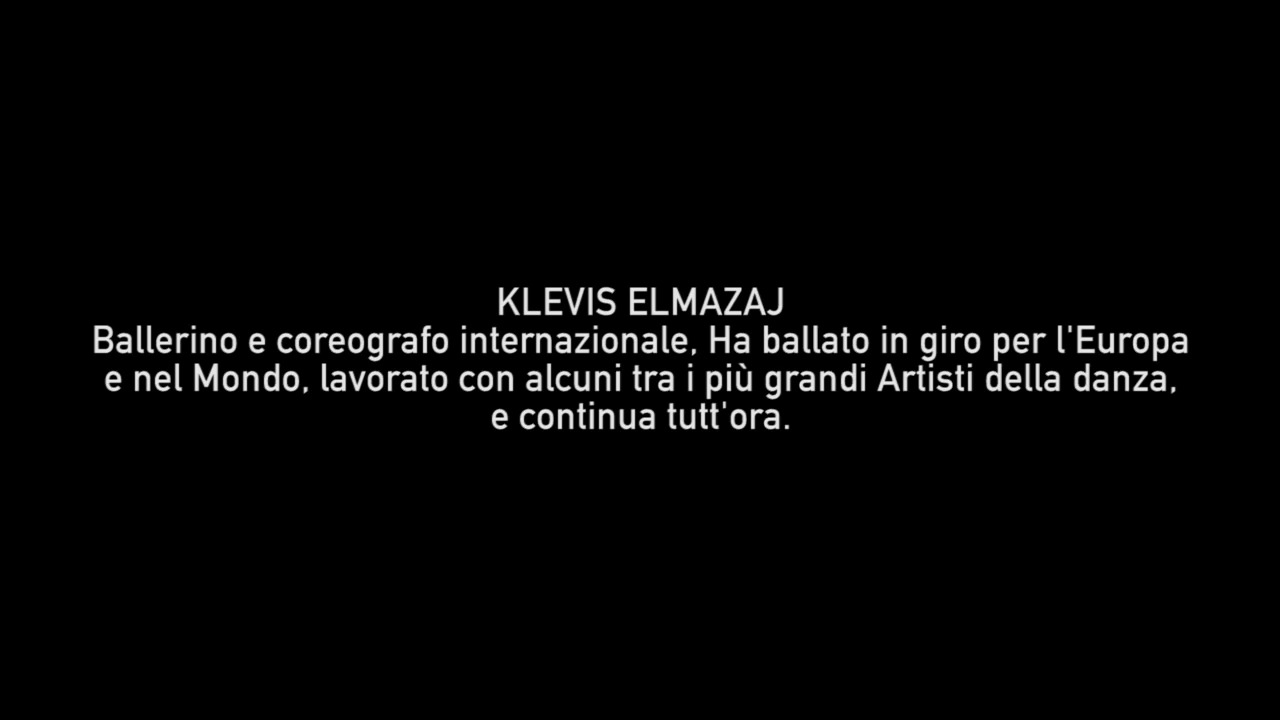 KLEVIS ELMAZAJ
Ballerino e coreografo internazionale, Ha ballato in giro per l'Europa
e nel Mondo, lavorato con alcuni tra i più grandi Artisti della danza,
e continua tutt'ora.